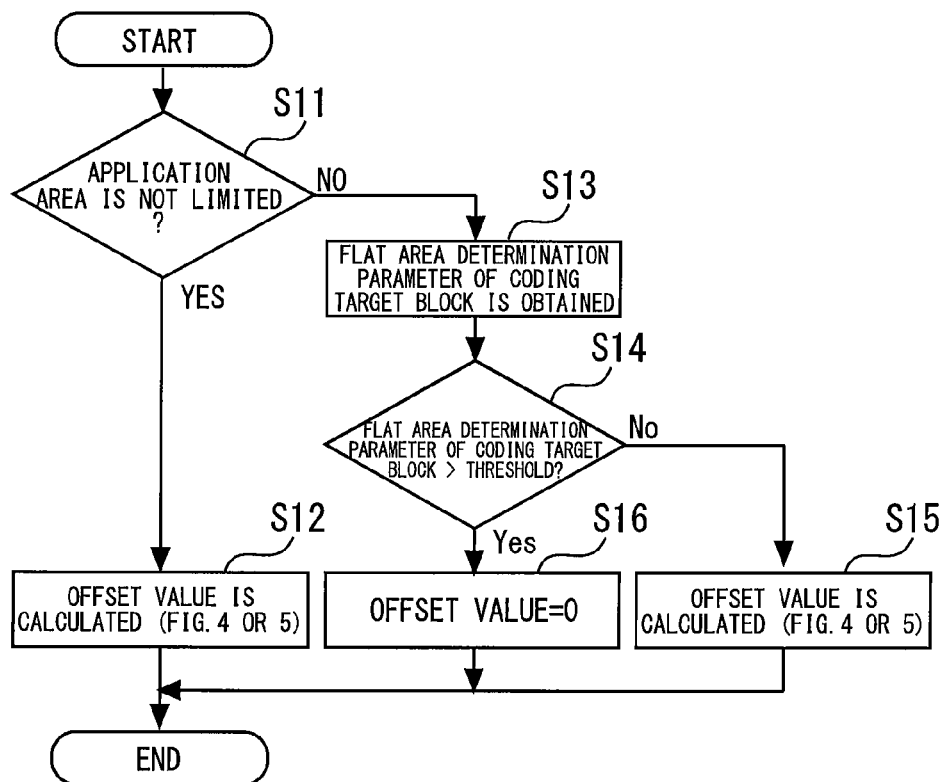 START
S11
APPLICATION
AREA IS NOT LIMITED
?
NO
YES
S13
FLAT AREA DETERMINATION
PARAMETER OF CODING
TARGET BLOCK IS OBTAINED
S14
FLAT AREA DETERMINATION
PARAMETER OF CODING TARGET
BLOCK > THRESHOLD?
No
Yes
S12
OFFSET VALUE IS
CALCULATED (FIG. 4 OR 5)
S16
OFFSET VALUE=0
S15
OFFSET VALUE IS
CALCULATED (FIG. 4 OR 5)
END